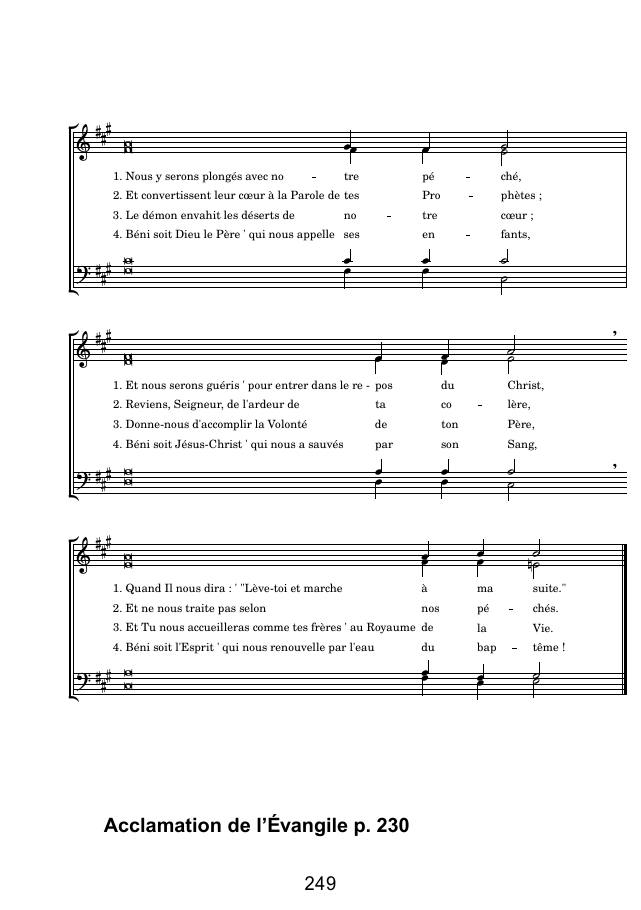 1. Nous y serons plongés avec no - tre pé - ché,
2. Et convertissent leur cœur à la Parole de tes Pro - phètes ;
3. Le démon envahit les déserts de no - tre cœur ;
4. Béni soit Dieu le Père ' qui nous appelle ses en - fants,
1. Et nous serons guéris ' pour entrer dans le re - pos du Christ,
2. Reviens, Seigneur, de l'ardeur de ta co - lère,
3. Donne-nous d'accomplir la Volonté de ton Père,
4. Béni soit Jésus-Christ ' qui nous a sauvés par son Sang,
1. Quand Il nous dira : ' "Lève-toi et marche à ma suite."
2. Et ne nous traite pas selon nos pé - chés.
3. Et Tu nous accueilleras comme tes frères ' au Royaume de la Vie.
4. Béni soit l'Esprit ' qui nous renouvelle par l'eau du bap - tême !
Acclamation de l’Évangile p. 230
249